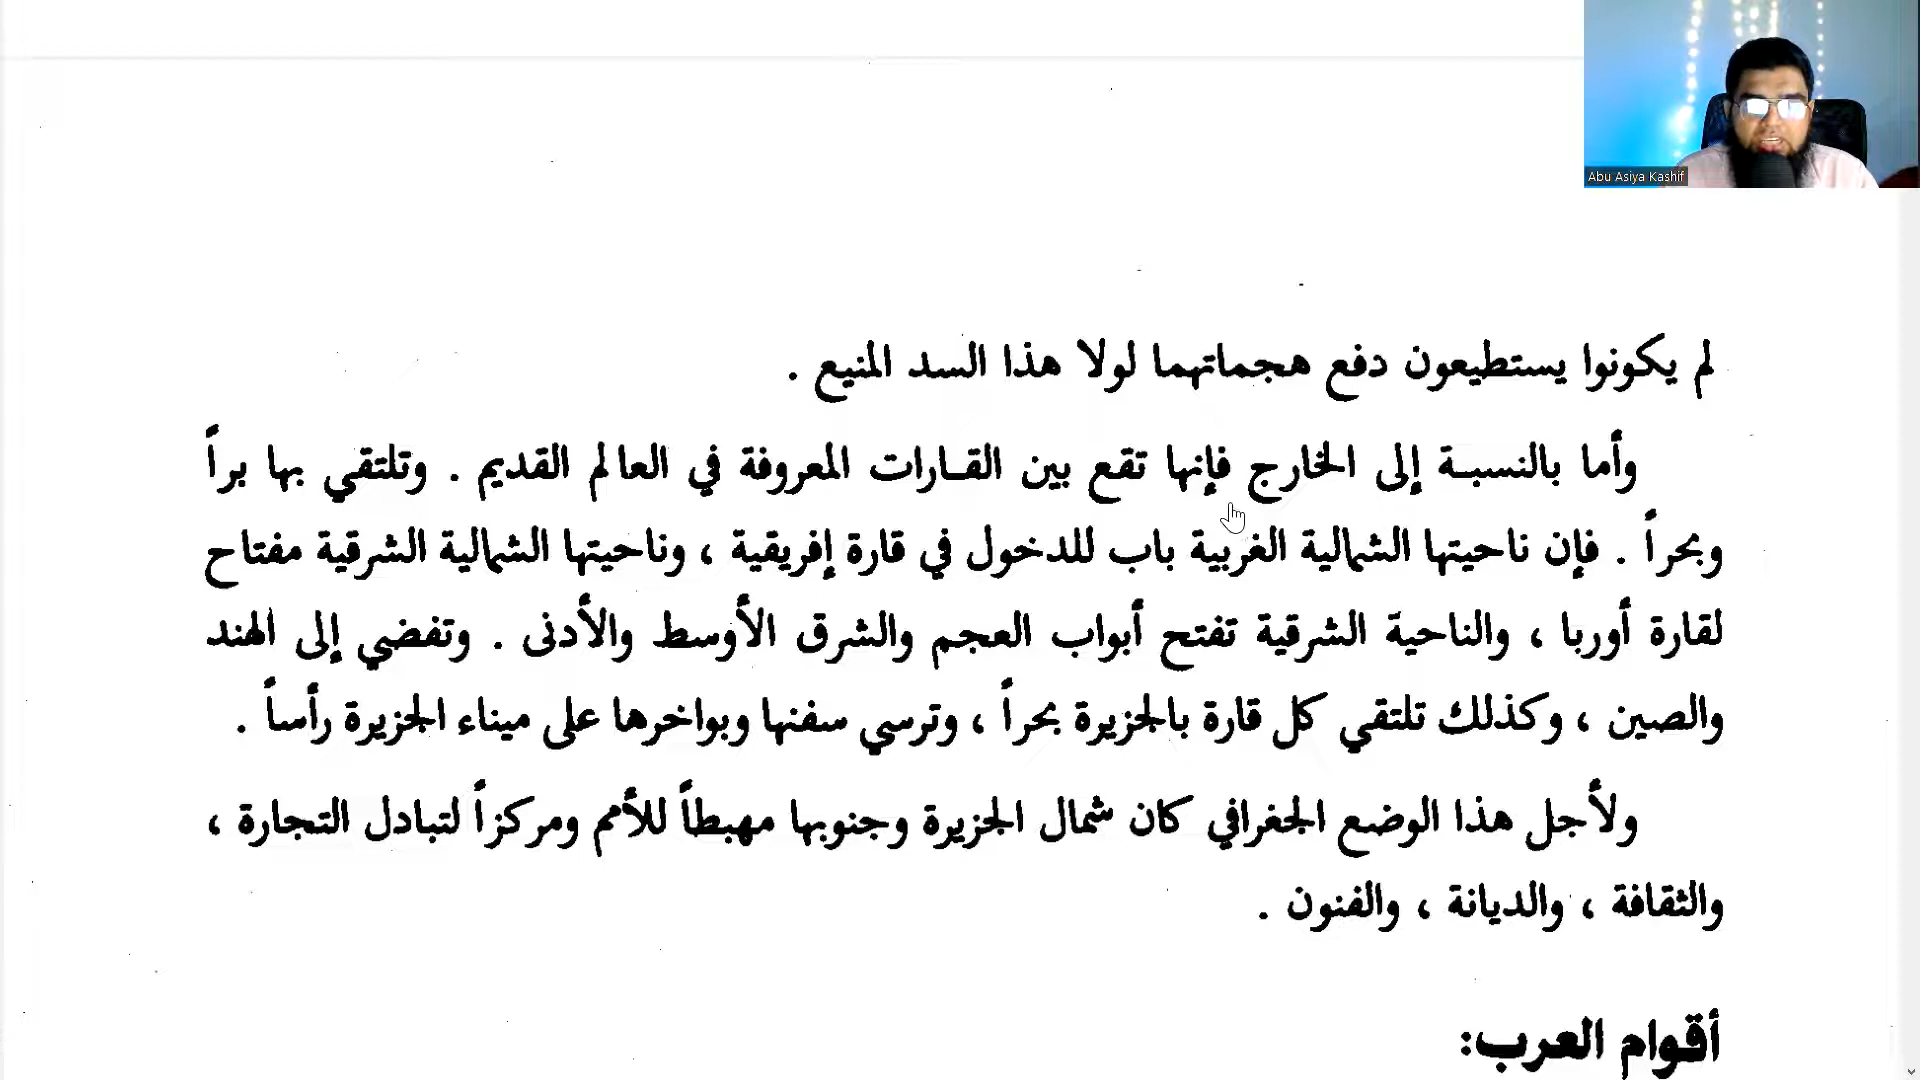 Abu Asiya Kashif
لم يكونوا يستطيعون دفع هجماتهما لولا هذا السد المنيع .
وأما بالنسبة إلى الخارج فإنها تقع بين القارات المعروفة في العالم القديم . وتلتقي بها براً
وبحراً . فإن ناحيتها الشمالية الغربية باب للدخول في قارة إفريقية ، وناحيتها الشمالية الشرقية مفتاح
لقارة أوربا ، والناحية الشرقية تفتح أبواب العجم والشرق الأوسط والأدنى . وتفضي إلى الهند
والصين ، وكذلك تلتقي كل قارة بالجزيرة بحراً ، وترسي سفنها وبواخرها على ميناء الجزيرة رأساً .
ولأجل هذا الوضع الجغرافي كان شمال الجزيرة وجنوبها مهبطاً للأمم ومركزاً لتبادل التجارة ،
والثقافة ، والديانة ، والفنون .
أقوام العرب: